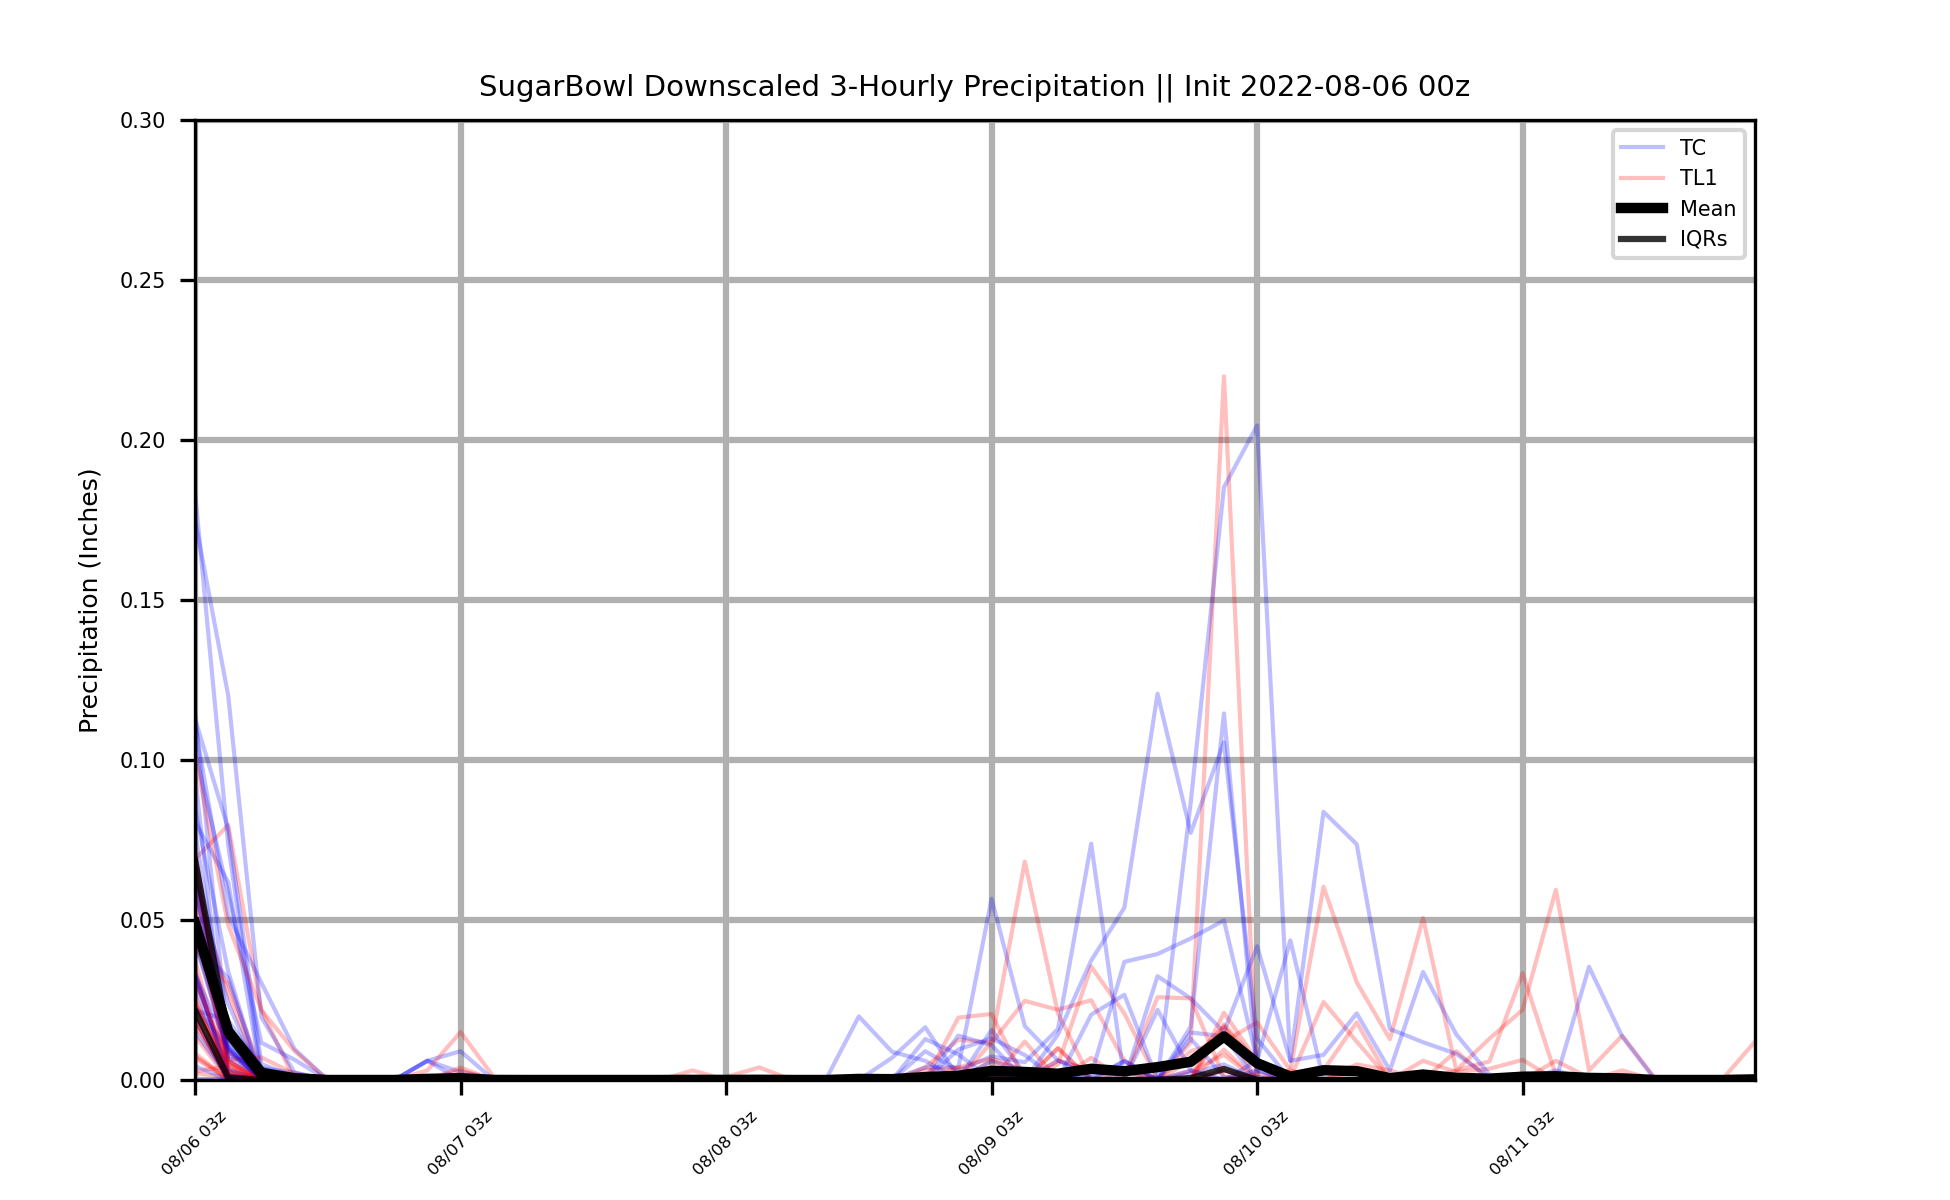 SugarBowl Downscaled 3-Hourly Precipitation || Init 2022-08-06 00z
Precipitation (Inches)
0.30
0.25
0.20
0.15
0.10
0.05
0.00
TC
TL1
Mean
IQRs
08/06 03z
08/07 03z
08/08 03z
08/09 03z
08/10 03z
08/11 03z